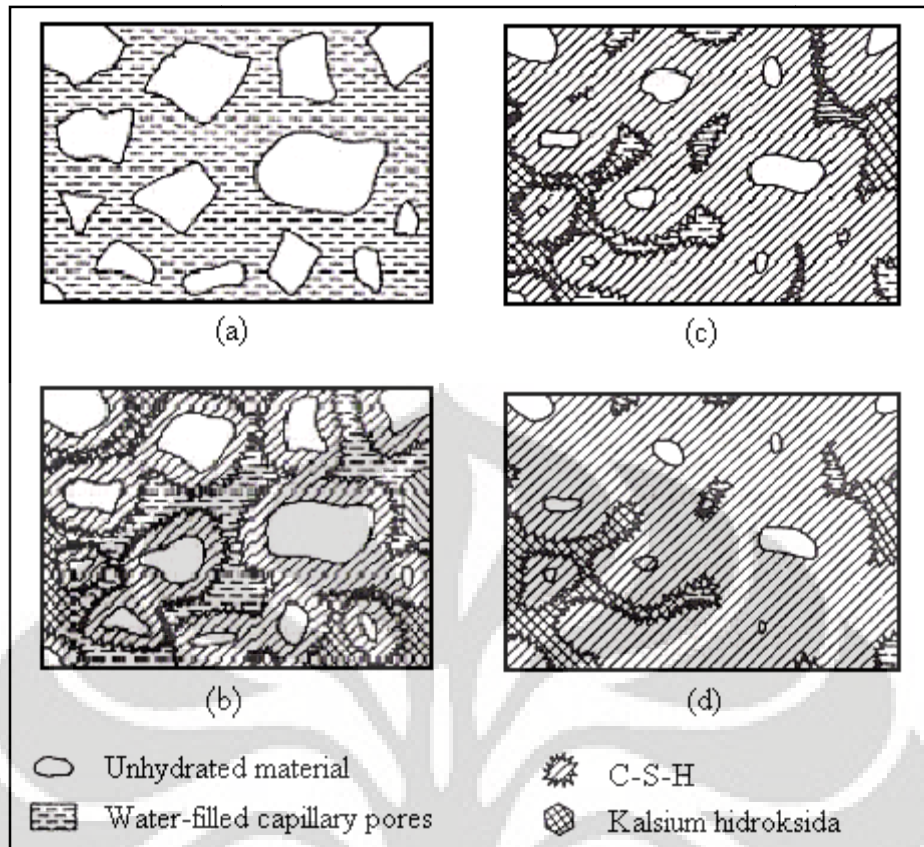 (a)
(c)
(b)
(d)
Unhydrated material
C-S-H
Water-filled capillary pores
Kalsium hidroksida